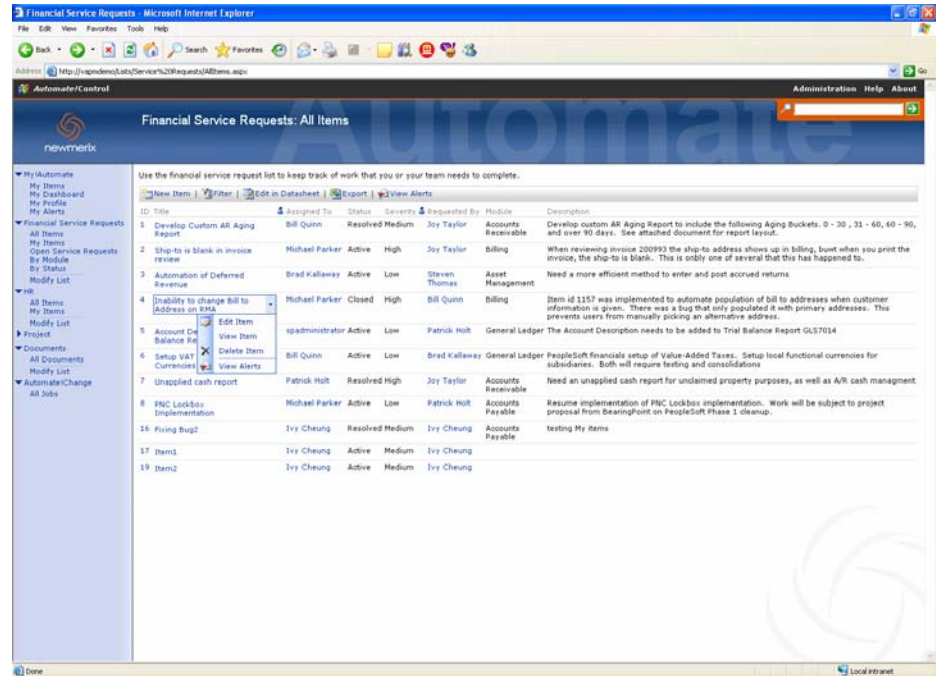 Financial Service Requests - Microsoft Internet Explorer
File Edit View Favorites Tools Help
Back Search Favorites
Address http://vapmdemo/Lists/Service%20Requests/AllItems.aspx Go
Automate!Control Administration Help About
Automate
newmerix
Financial Service Requests: All Items
My!Automate
My Items
My Dashboard
My Profile
My Alerts
Financial Service Requests
All Items
My Items
Open Service Requests
By Module
By Status
Modify List
HR
All Items
My Items
Modify List
Project
Documents
All Documents
Modify List
Automate!Change
All Jobs
Use the financial service request list to keep track of work that you or your team needs to complete.
New Item | Filter | Edit in Datasheet | Export | View Alerts
ID Title Assigned To Status Severity Requested By Module Description
1 Develop Custom AR Aging Report Bill Quinn Resolved Medium Joy Taylor Accounts Receivable Develop custom AR Aging Report to include the following Aging Buckets. 0 - 30 , 31 - 60, 60 - 90, and over 90 days. See attached document for report layout.
2 Ship-to is blank in invoice review Michael Parker Active High Joy Taylor Billing When reviewing invoice 200993 the ship-to address shows up in billing, buwt when you print the invoice, the ship-to is blank. This is onbly one of several that this has happened to.
3 Automation of Deferred Revenue Brad Kallaway Active Low Steven Thomas Asset Management Need a more efficient method to enter and post accrued returns
4 Inability to change Bill to Address on RMA Michael Parker Closed High Bill Quinn Billing Item id 1157 was implemented to automate population of bill to addresses when customer information is given. There was a bug that only populated it with primary addresses. This prevents users from manually picking an alternative address.
Edit Item
View Item
Delete Item
View Alerts
5 Account De Balance Re spadministrator Active Low Patrick Holt General Ledger The Account Description needs to be added to Trial Balance Report GLS7014
6 Setup VAT Currencies Bill Quinn Active Low Brad Kallaway General Ledger PeopleSoft financials setup of Value-Added Taxes. Setup local functional currencies for subsidiaries. Both will require testing and consolidations
7 Unapplied cash report Patrick Holt Resolved High Joy Taylor Accounts Receivable Need an unapplied cash report for unclaimed property purposes, as well as A/R cash managment
8 PNC Lockbox Implementation Michael Parker Active Low Patrick Holt Accounts Payable Resume implementation of PNC Lockbox implementation. Work will be subject to project proposal from BearingPoint on PeopleSoft Phase 1 cleanup.
16 Fixing Bug2 Ivy Cheung Resolved Medium Ivy Cheung Accounts Payable testing My items
17 Item1 Ivy Cheung Active Medium Ivy Cheung
19 Item2 Ivy Cheung Active Medium Ivy Cheung
Done Local intranet